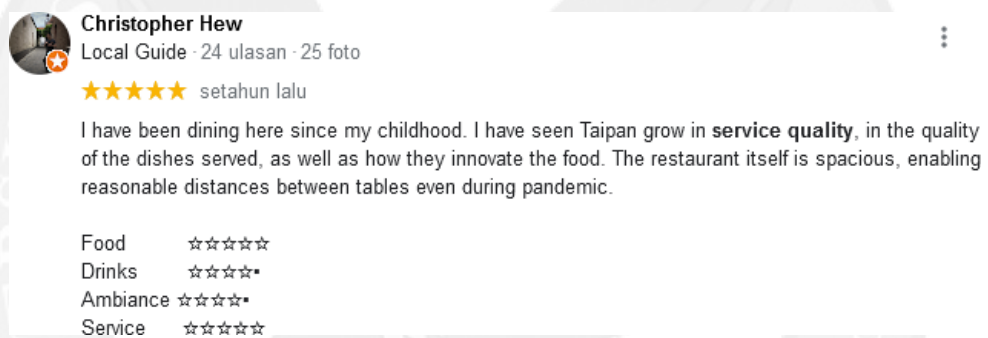 Christopher Hew
Local Guide · 24 ulasan · 25 foto
★★★★★ setahun lalu
I have been dining here since my childhood. I have seen Taipan grow in service quality, in the quality
of the dishes served, as well as how they innovate the food. The restaurant itself is spacious, enabling
reasonable distances between tables even during pandemic.
Food ☆☆☆☆☆
Drinks ☆☆☆☆▪
Ambiance ☆☆☆☆▪
Service ☆☆☆☆☆